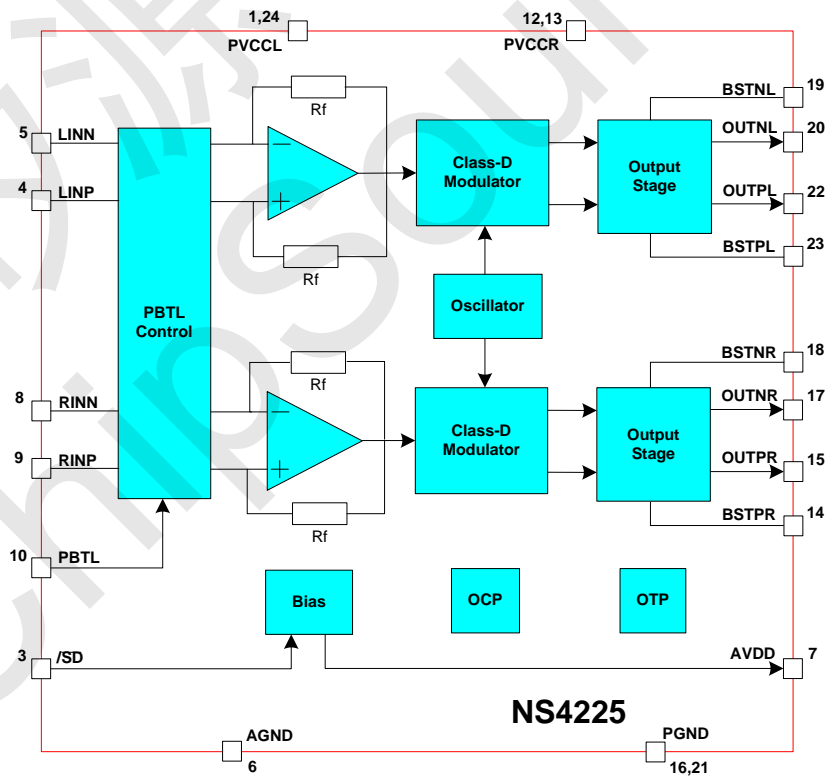 1,24
PVCCL
12,13
PVCCR
Rf
BSTNL
19
5
LINN
OUTNL
20
Class-D
Modulator
Output
Stage
4
LINP
OUTPL
22
Rf
BSTPL
23
PBTL
Control
Oscillator
Rf
BSTNR
18
8
RINN
OUTNR
17
Class-D
Modulator
Output
Stage
9
RINP
OUTPR
15
Rf
BSTPR
14
10
PBTL
Bias
OCP
OTP
3
/SD
AVDD
7
NS4225
AGND
6
PGND
16,21
ChipSour
源